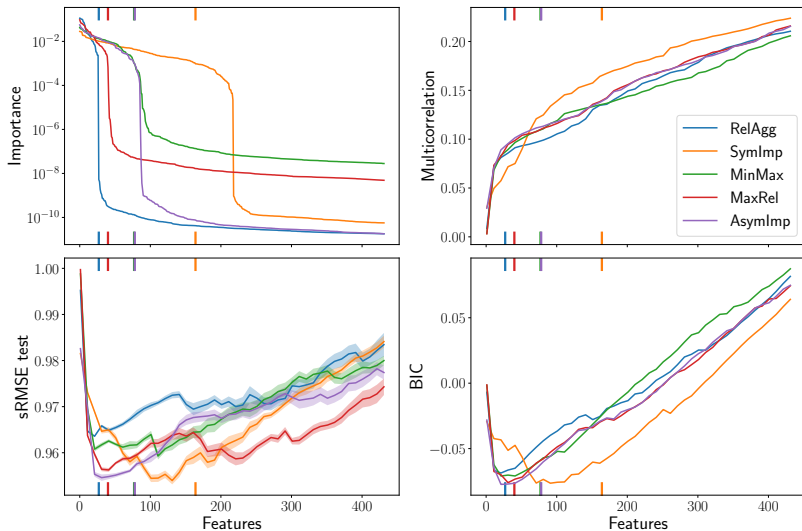 Importance
10⁻²
10⁻⁴
10⁻⁶
10⁻⁸
10⁻¹⁰
Multicorrelation
0.20
0.15
0.10
0.05
0.00
RelAgg
SymImp
MinMax
MaxRel
AsymImp
sRMSE test
1.00
0.99
0.98
0.97
0.96
0 100 200 300 400
Features
BIC
0.05
0.00
−0.05
0 100 200 300 400
Features